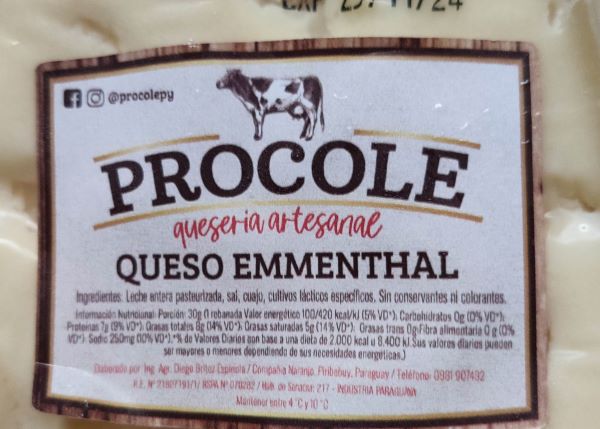 @procolepy
PROCOLE
queseria artesanal
QUESO EMMENTHAL
Ingredientes: Leche entera pasteurizada, sal, cuajo, cultivos lácticos específicos. Sin conservantes ni colorantes.
Información Nutricional: Porción: 30g (1 rebanada Valor energético 100/420 kcal/kj (5% VD*). Carbohidratos 0g (0% VD*).
Proteínas 7g (9% VD*). Grasas totales 8g (14% VD*). Grasas saturadas 5g (14% VD*). Grasas trans 0g Fibra alimentaria 0 g (0%
VD*). Sodio 250mg (10% VD*).*% de Valores Diarios con base a una dieta de 2.000 kcal u 8.400 kJ. Sus valores diarios pueden
ser mayores o menores dependiendo de sus necesidades energéticas.)
Elaborado por Ing. Agr. Diego Brítez Espínola / Compañía Naranjo, Piribebuy, Paraguay / Teléfono: 0981 907432
INDUSTRIA PARAGUAYA
Mantener entre 4 °C y 10 °C